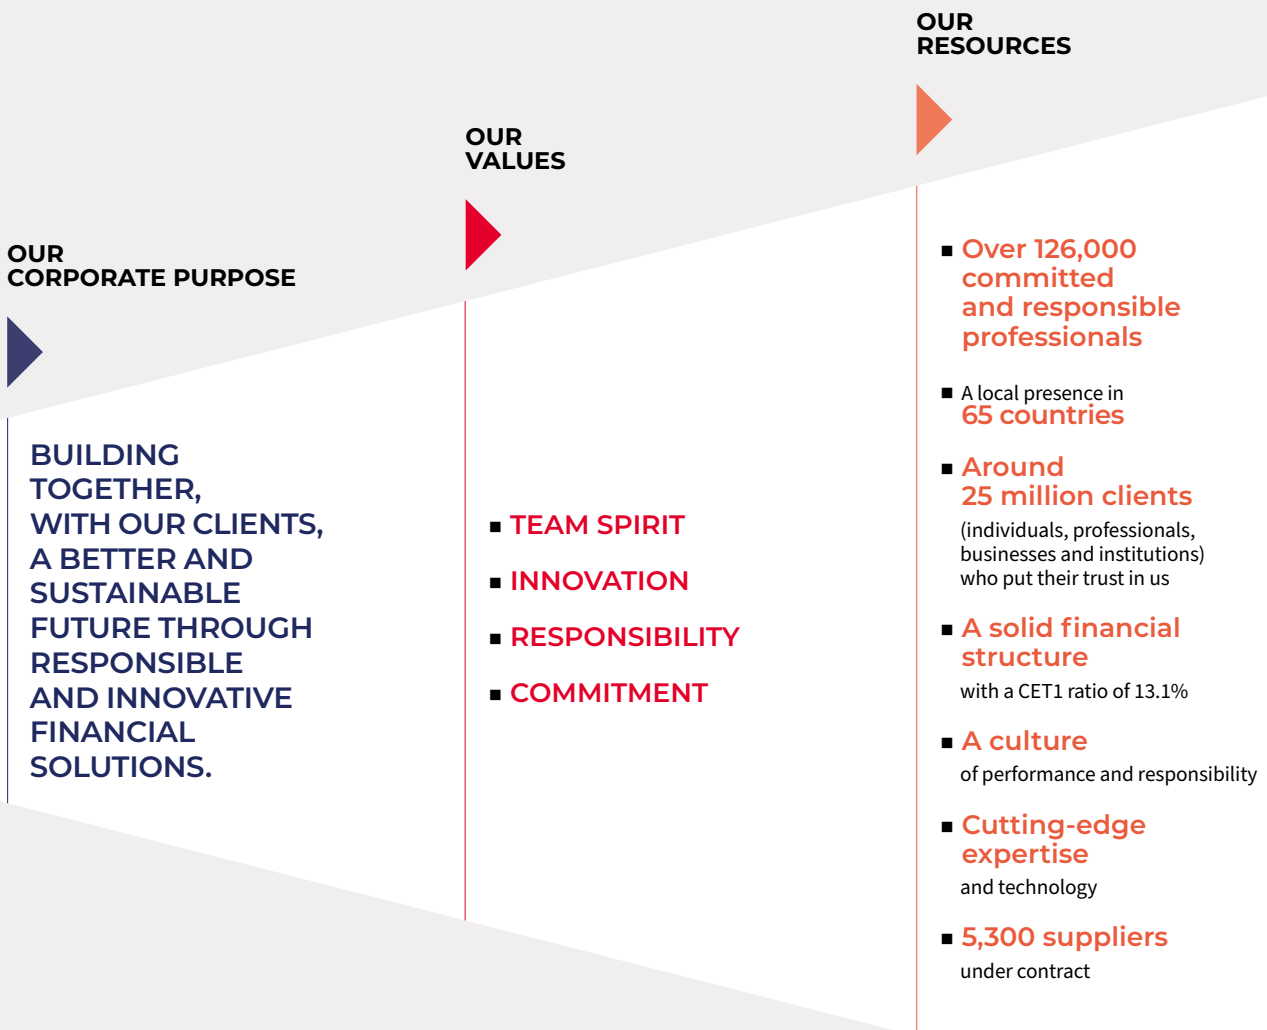 OUR
CORPORATE PURPOSE
BUILDING
TOGETHER,
WITH OUR CLIENTS,
A BETTER AND
SUSTAINABLE
FUTURE THROUGH
RESPONSIBLE
AND INNOVATIVE
FINANCIAL
SOLUTIONS.
OUR
VALUES
■ TEAM SPIRIT
■ INNOVATION
■ RESPONSIBILITY
■ COMMITMENT
OUR
RESOURCES
■ Over 126,000
committed
and responsible
professionals
■ A local presence in
65 countries
■ Around
25 million clients
(individuals, professionals,
businesses and institutions)
who put their trust in us
■ A solid financial
structure
with a CET1 ratio of 13.1%
■ A culture
of performance and responsibility
■ Cutting-edge
expertise
and technology
■ 5,300 suppliers
under contract